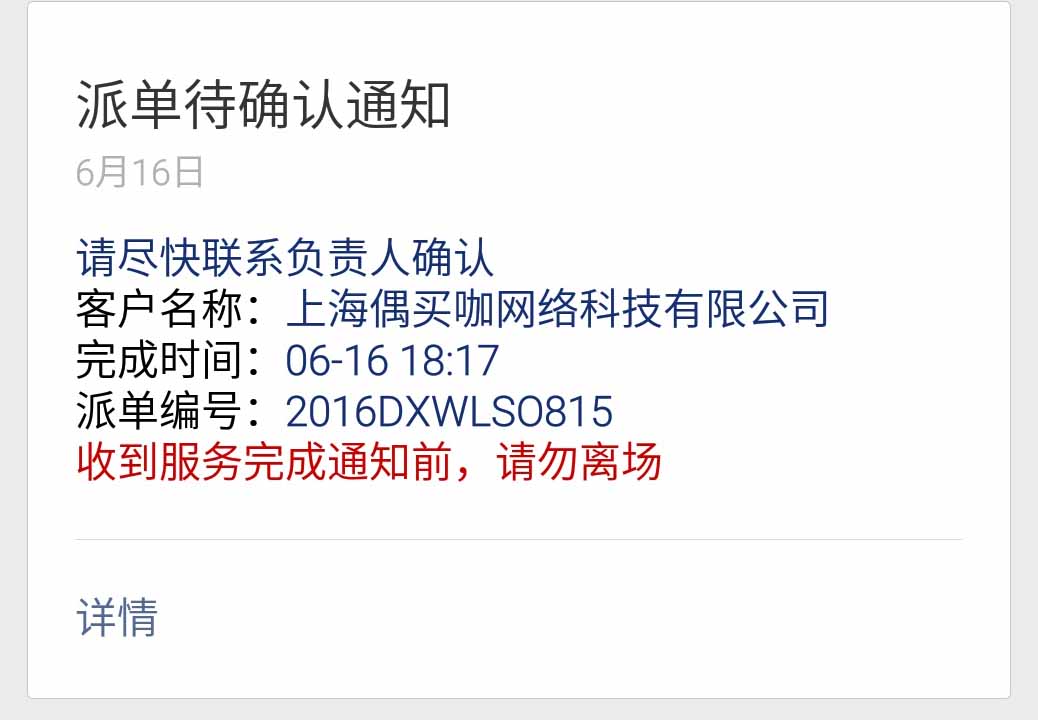 派单待确认通知
6月16日
请尽快联系负责人确认
客户名称：上海偶买咖网络科技有限公司
完成时间：06-16 18:17
派单编号：2016DXWLSO815
收到服务完成通知前，请勿离场
详情